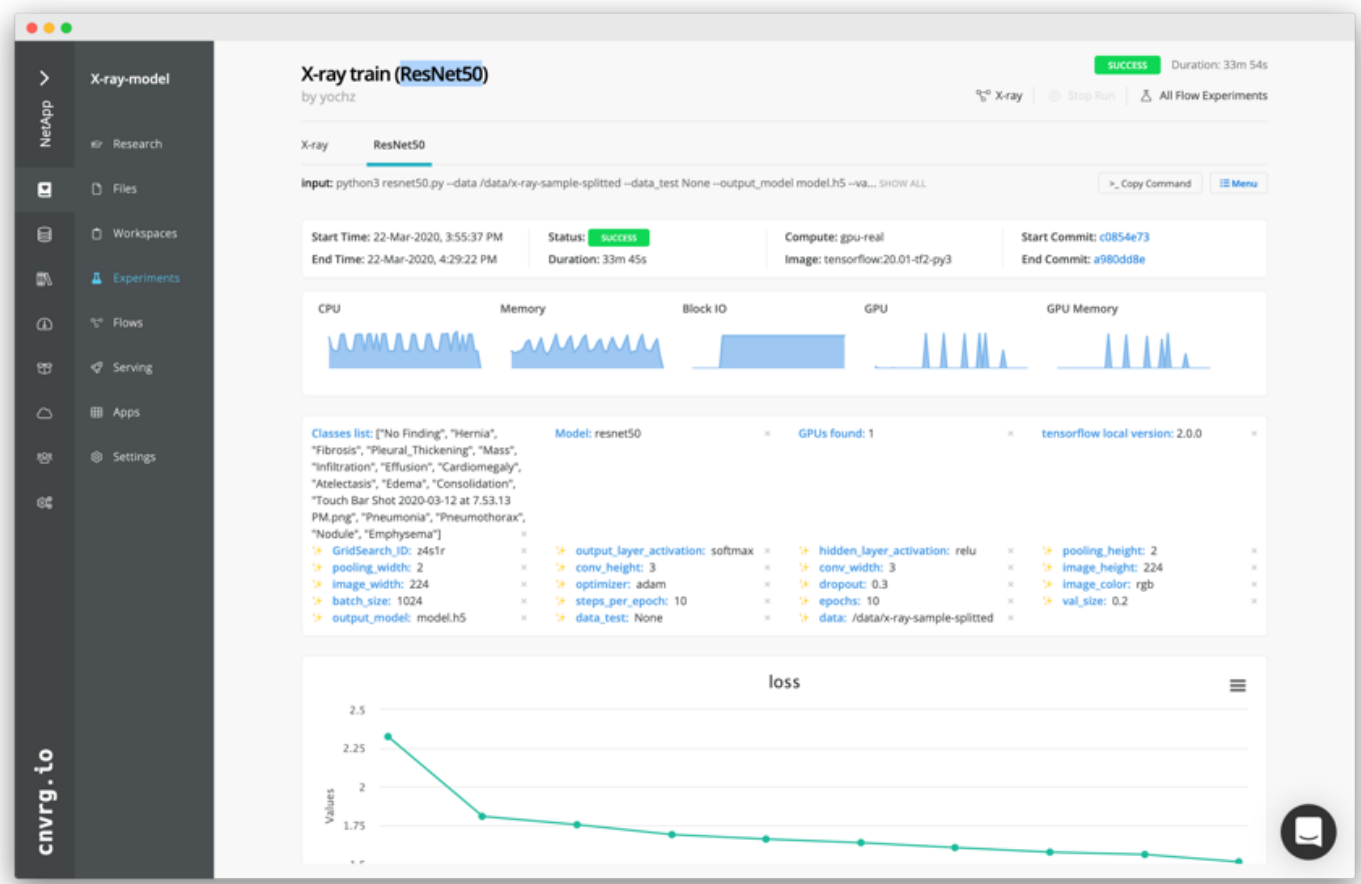 X-ray train (ResNet50)
by yochz
SUCCESS Duration: 33m 54s
X-ray Stop Run All Flow Experiments
NetApp
X-ray-model
Research
Files
Workspaces
Experiments
Flows
Serving
Apps
Settings
cnvrg.io
X-ray ResNet50
input: python3 resnet50.py --data /data/x-ray-sample-splitted --data_test None --output_model model.h5 --va... SHOW ALL
>_ Copy Command Menu
Start Time: 22-Mar-2020, 3:55:37 PM Status: SUCCESS Compute: gpu-real Start Commit: c0854e73
End Time: 22-Mar-2020, 4:29:22 PM Duration: 33m 45s Image: tensorflow:20.01-tf2-py3 End Commit: a980dd8e
CPU Memory Block IO GPU GPU Memory
Classes list: ["No Finding", "Hernia",
"Fibrosis", "Pleural_Thickening", "Mass",
"Infiltration", "Effusion", "Cardiomegaly",
"Atelectasis", "Edema", "Consolidation",
"Touch Bar Shot 2020-03-12 at 7.53.13
PM.png", "Pneumonia", "Pneumothorax",
"Nodule", "Emphysema"] ×
Model: resnet50 × GPUs found: 1 × tensorflow local version: 2.0.0 ×
GridSearch_ID: z4s1r × output_layer_activation: softmax × hidden_layer_activation: relu × pooling_height: 2 ×
pooling_width: 2 × conv_height: 3 × conv_width: 3 × image_height: 224 ×
image_width: 224 × optimizer: adam × dropout: 0.3 × image_color: rgb ×
batch_size: 1024 × steps_per_epoch: 10 × epochs: 10 × val_size: 0.2 ×
output_model: model.h5 × data_test: None × data: /data/x-ray-sample-splitted ×
loss
Values
2.5
2.25
2
1.75
1.5